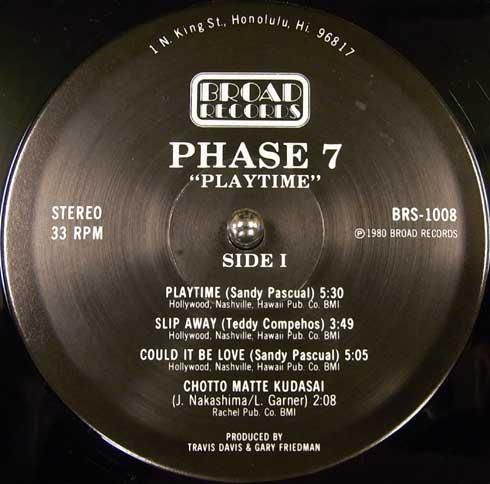 1 N. King St., Honolulu, Hi. 96817
BROAD
RECORDS
PHASE 7
"PLAYTIME"
STEREO
33 RPM
BRS-1008
Ⓟ 1980 BROAD RECORDS
SIDE I
PLAYTIME (Sandy Pascual) 5:30
Hollywood, Nashville, Hawaii Pub. Co. BMI
SLIP AWAY (Teddy Compehos) 3:49
Hollywood, Nashville, Hawaii Pub. Co. BMI
COULD IT BE LOVE (Sandy Pascual) 5:05
Hollywood, Nashville, Hawaii Pub. Co. BMI
CHOTTO MATTE KUDASAI
(J. Nakashima/L. Garner) 2:08
Rachel Pub. Co. BMI
PRODUCED BY
TRAVIS DAVIS & GARY FRIEDMAN